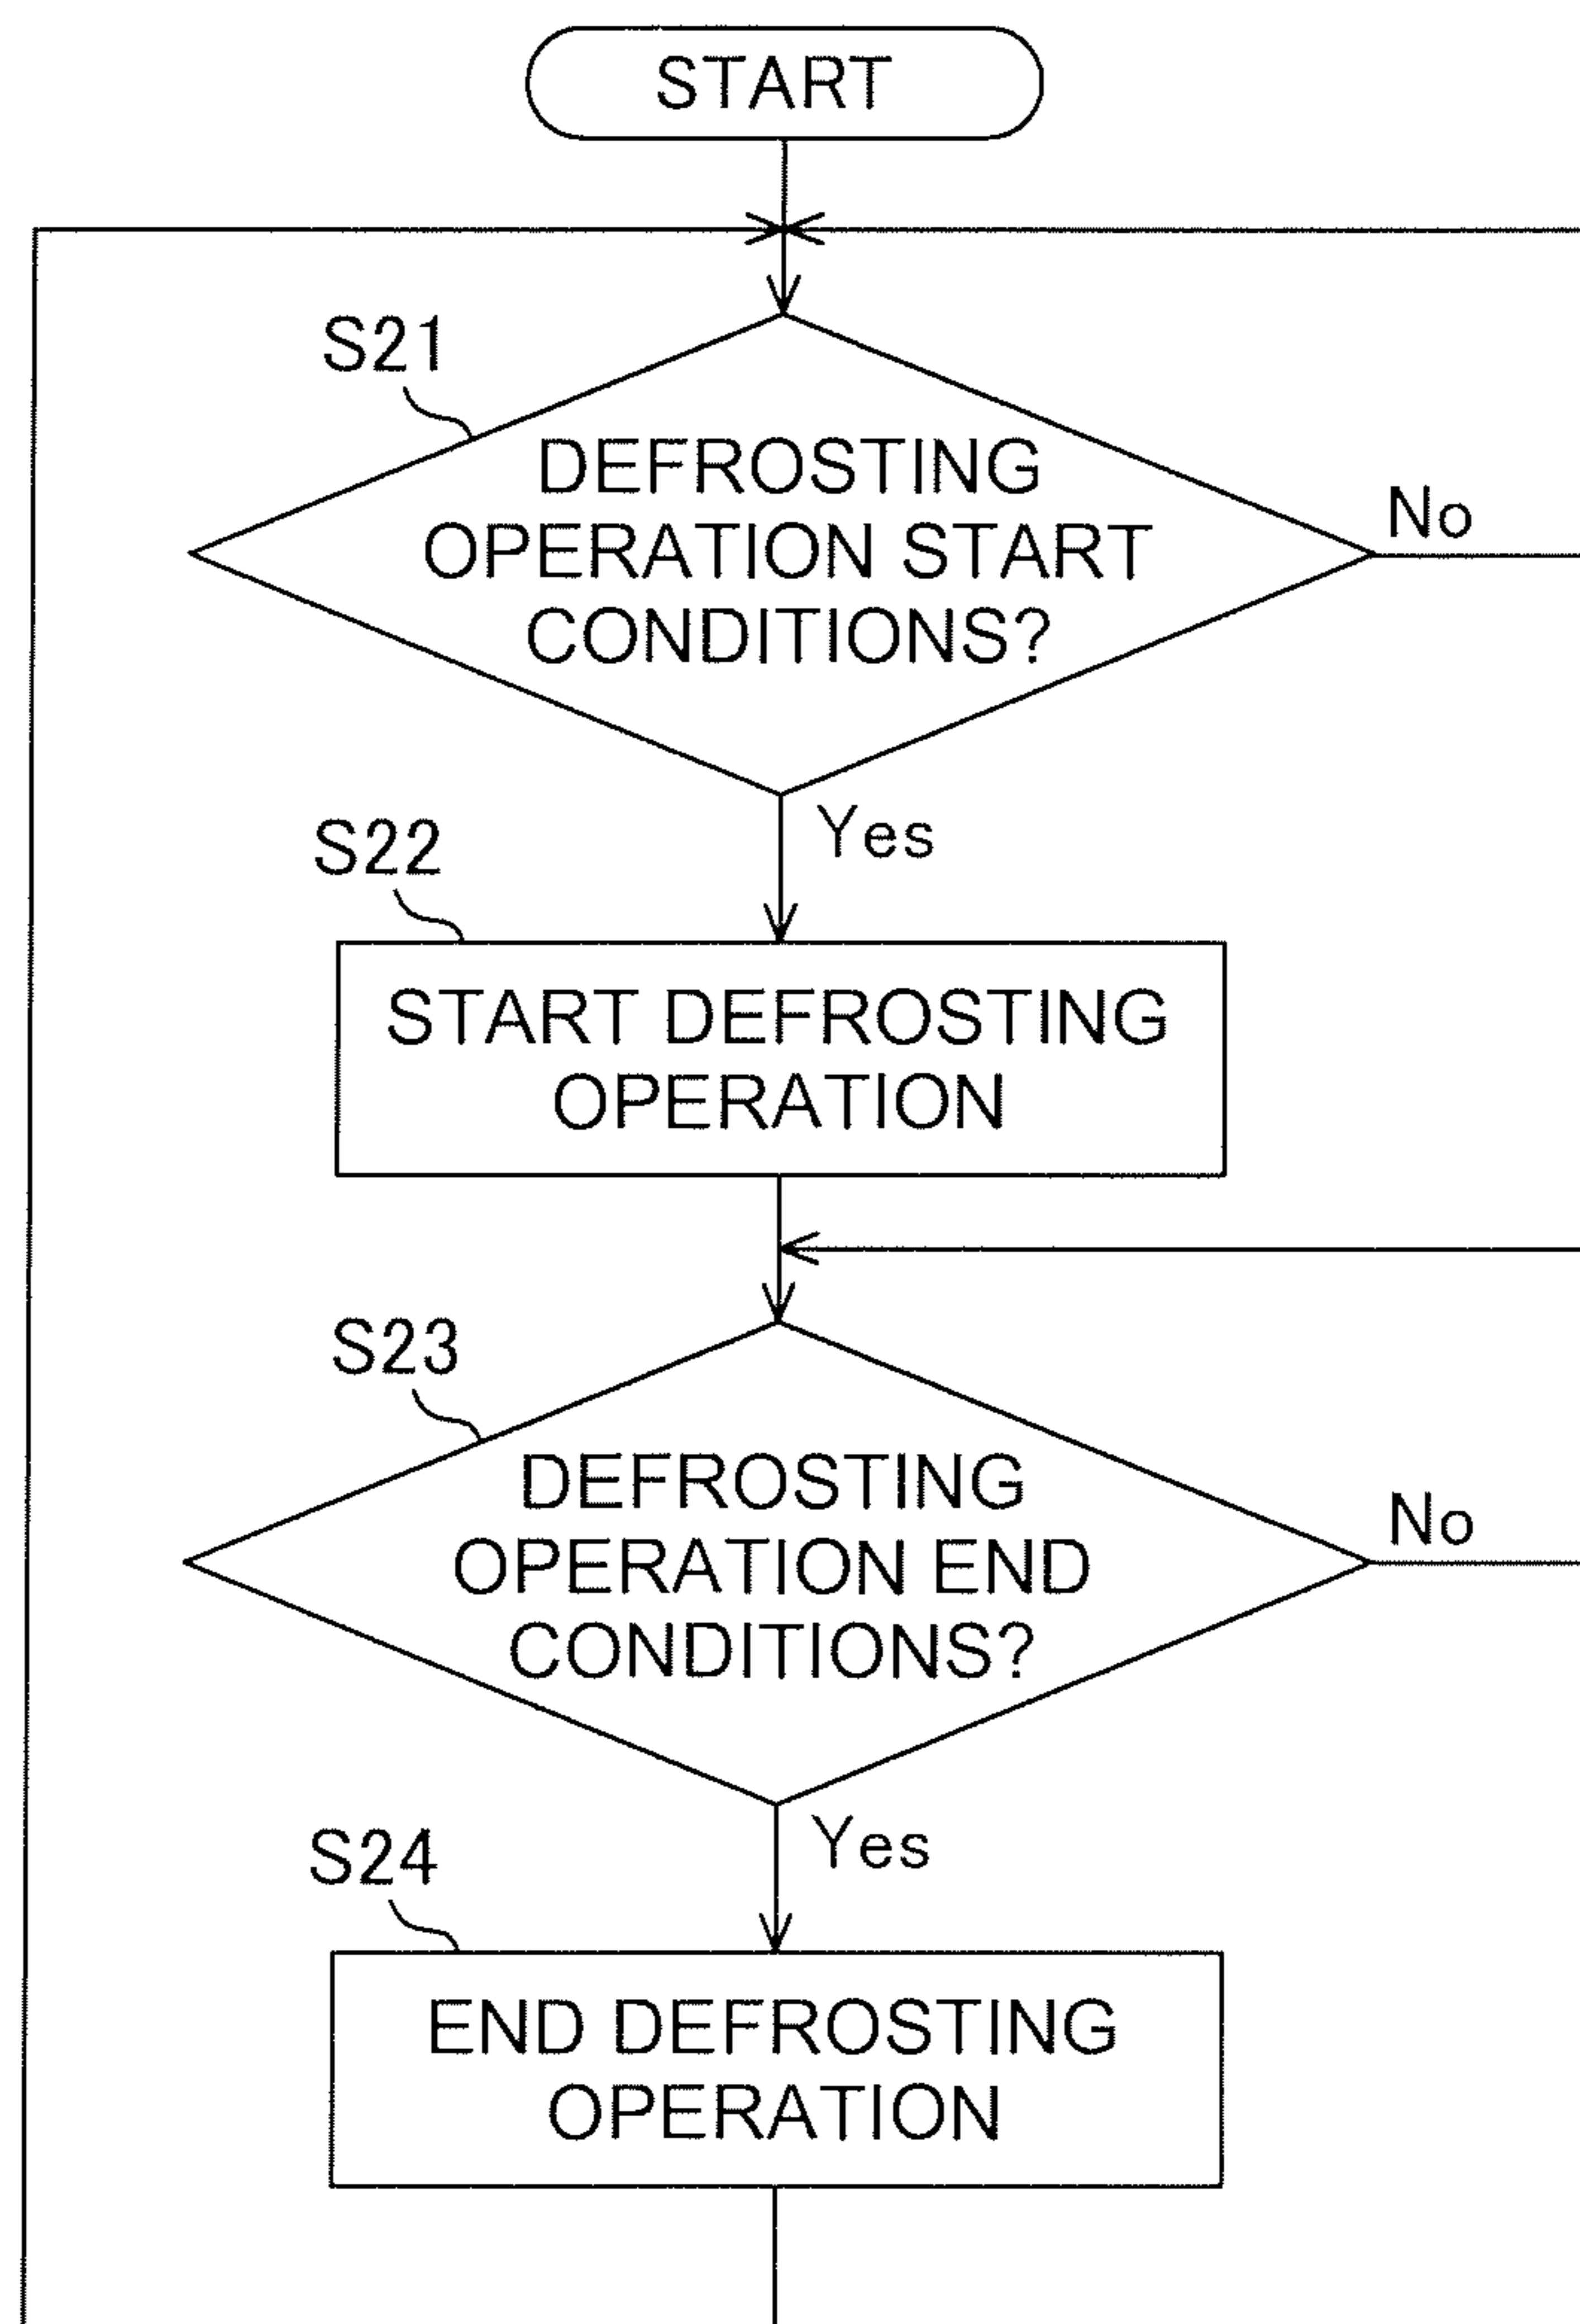 START
S21
DEFROSTING
OPERATION START
CONDITIONS?
No
Yes
S22
START DEFROSTING
OPERATION
S23
DEFROSTING
OPERATION END
CONDITIONS?
No
Yes
S24
END DEFROSTING
OPERATION